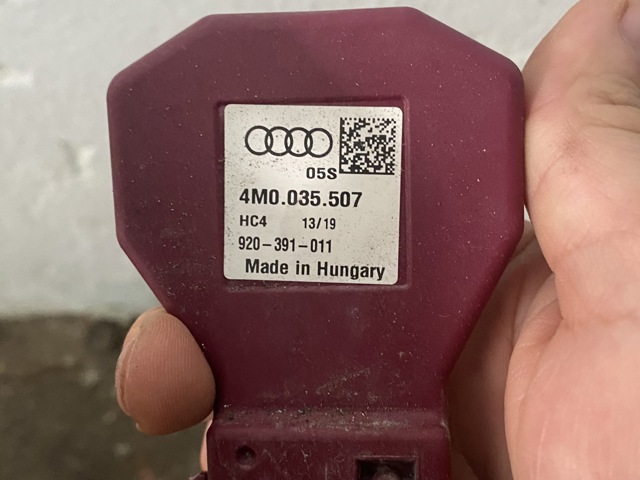 05S
4M0.035.507
HC4 13/19
920-391-011
Made in Hungary